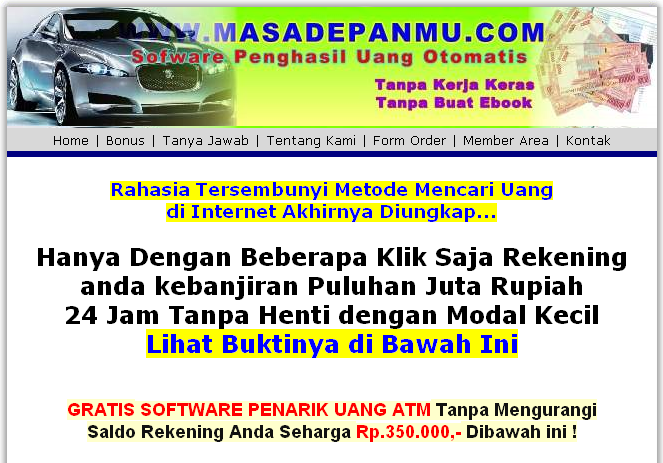 WWW.MASADEPANMU.COM
Sofware Penghasil Uang Otomatis
Tanpa Kerja Keras
Tanpa Buat Ebook
Home | Bonus | Tanya Jawab | Tentang Kami | Form Order | Member Area | Kontak
Rahasia Tersembunyi Metode Mencari Uang
di Internet Akhirnya Diungkap...
Hanya Dengan Beberapa Klik Saja Rekening
anda kebanjiran Puluhan Juta Rupiah
24 Jam Tanpa Henti dengan Modal Kecil
Lihat Buktinya di Bawah Ini
GRATIS SOFTWARE PENARIK UANG ATM Tanpa Mengurangi
Saldo Rekening Anda Seharga Rp.350.000,- Dibawah ini !